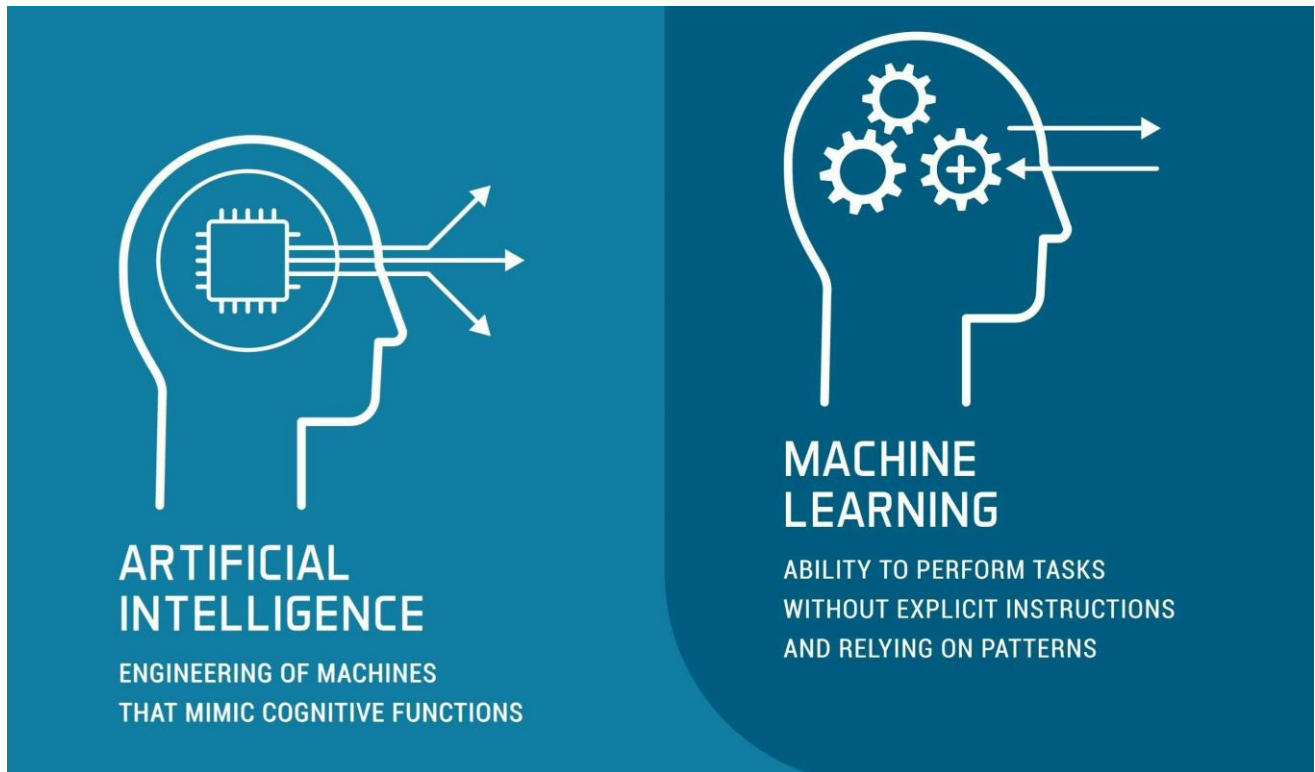 ARTIFICIAL
INTELLIGENCE
ENGINEERING OF MACHINES
THAT MIMIC COGNITIVE FUNCTIONS
MACHINE
LEARNING
ABILITY TO PERFORM TASKS
WITHOUT EXPLICIT INSTRUCTIONS
AND RELYING ON PATTERNS